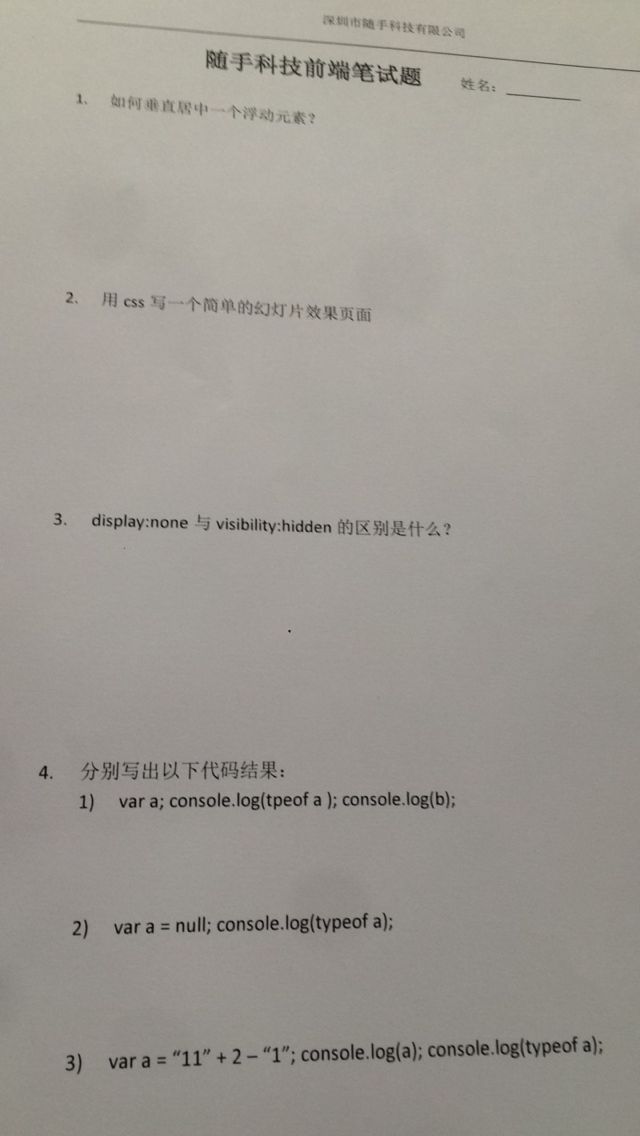 深圳市随手科技有限公司
随手科技前端笔试题 姓名：
1. 如何垂直居中一个浮动元素？
2. 用 css 写一个简单的幻灯片效果页面
3. display:none 与 visibility:hidden 的区别是什么？
4. 分别写出以下代码结果：
1) var a; console.log(tpeof a ); console.log(b);
2) var a = null; console.log(typeof a);
3) var a = “11” + 2 – “1”; console.log(a); console.log(typeof a);